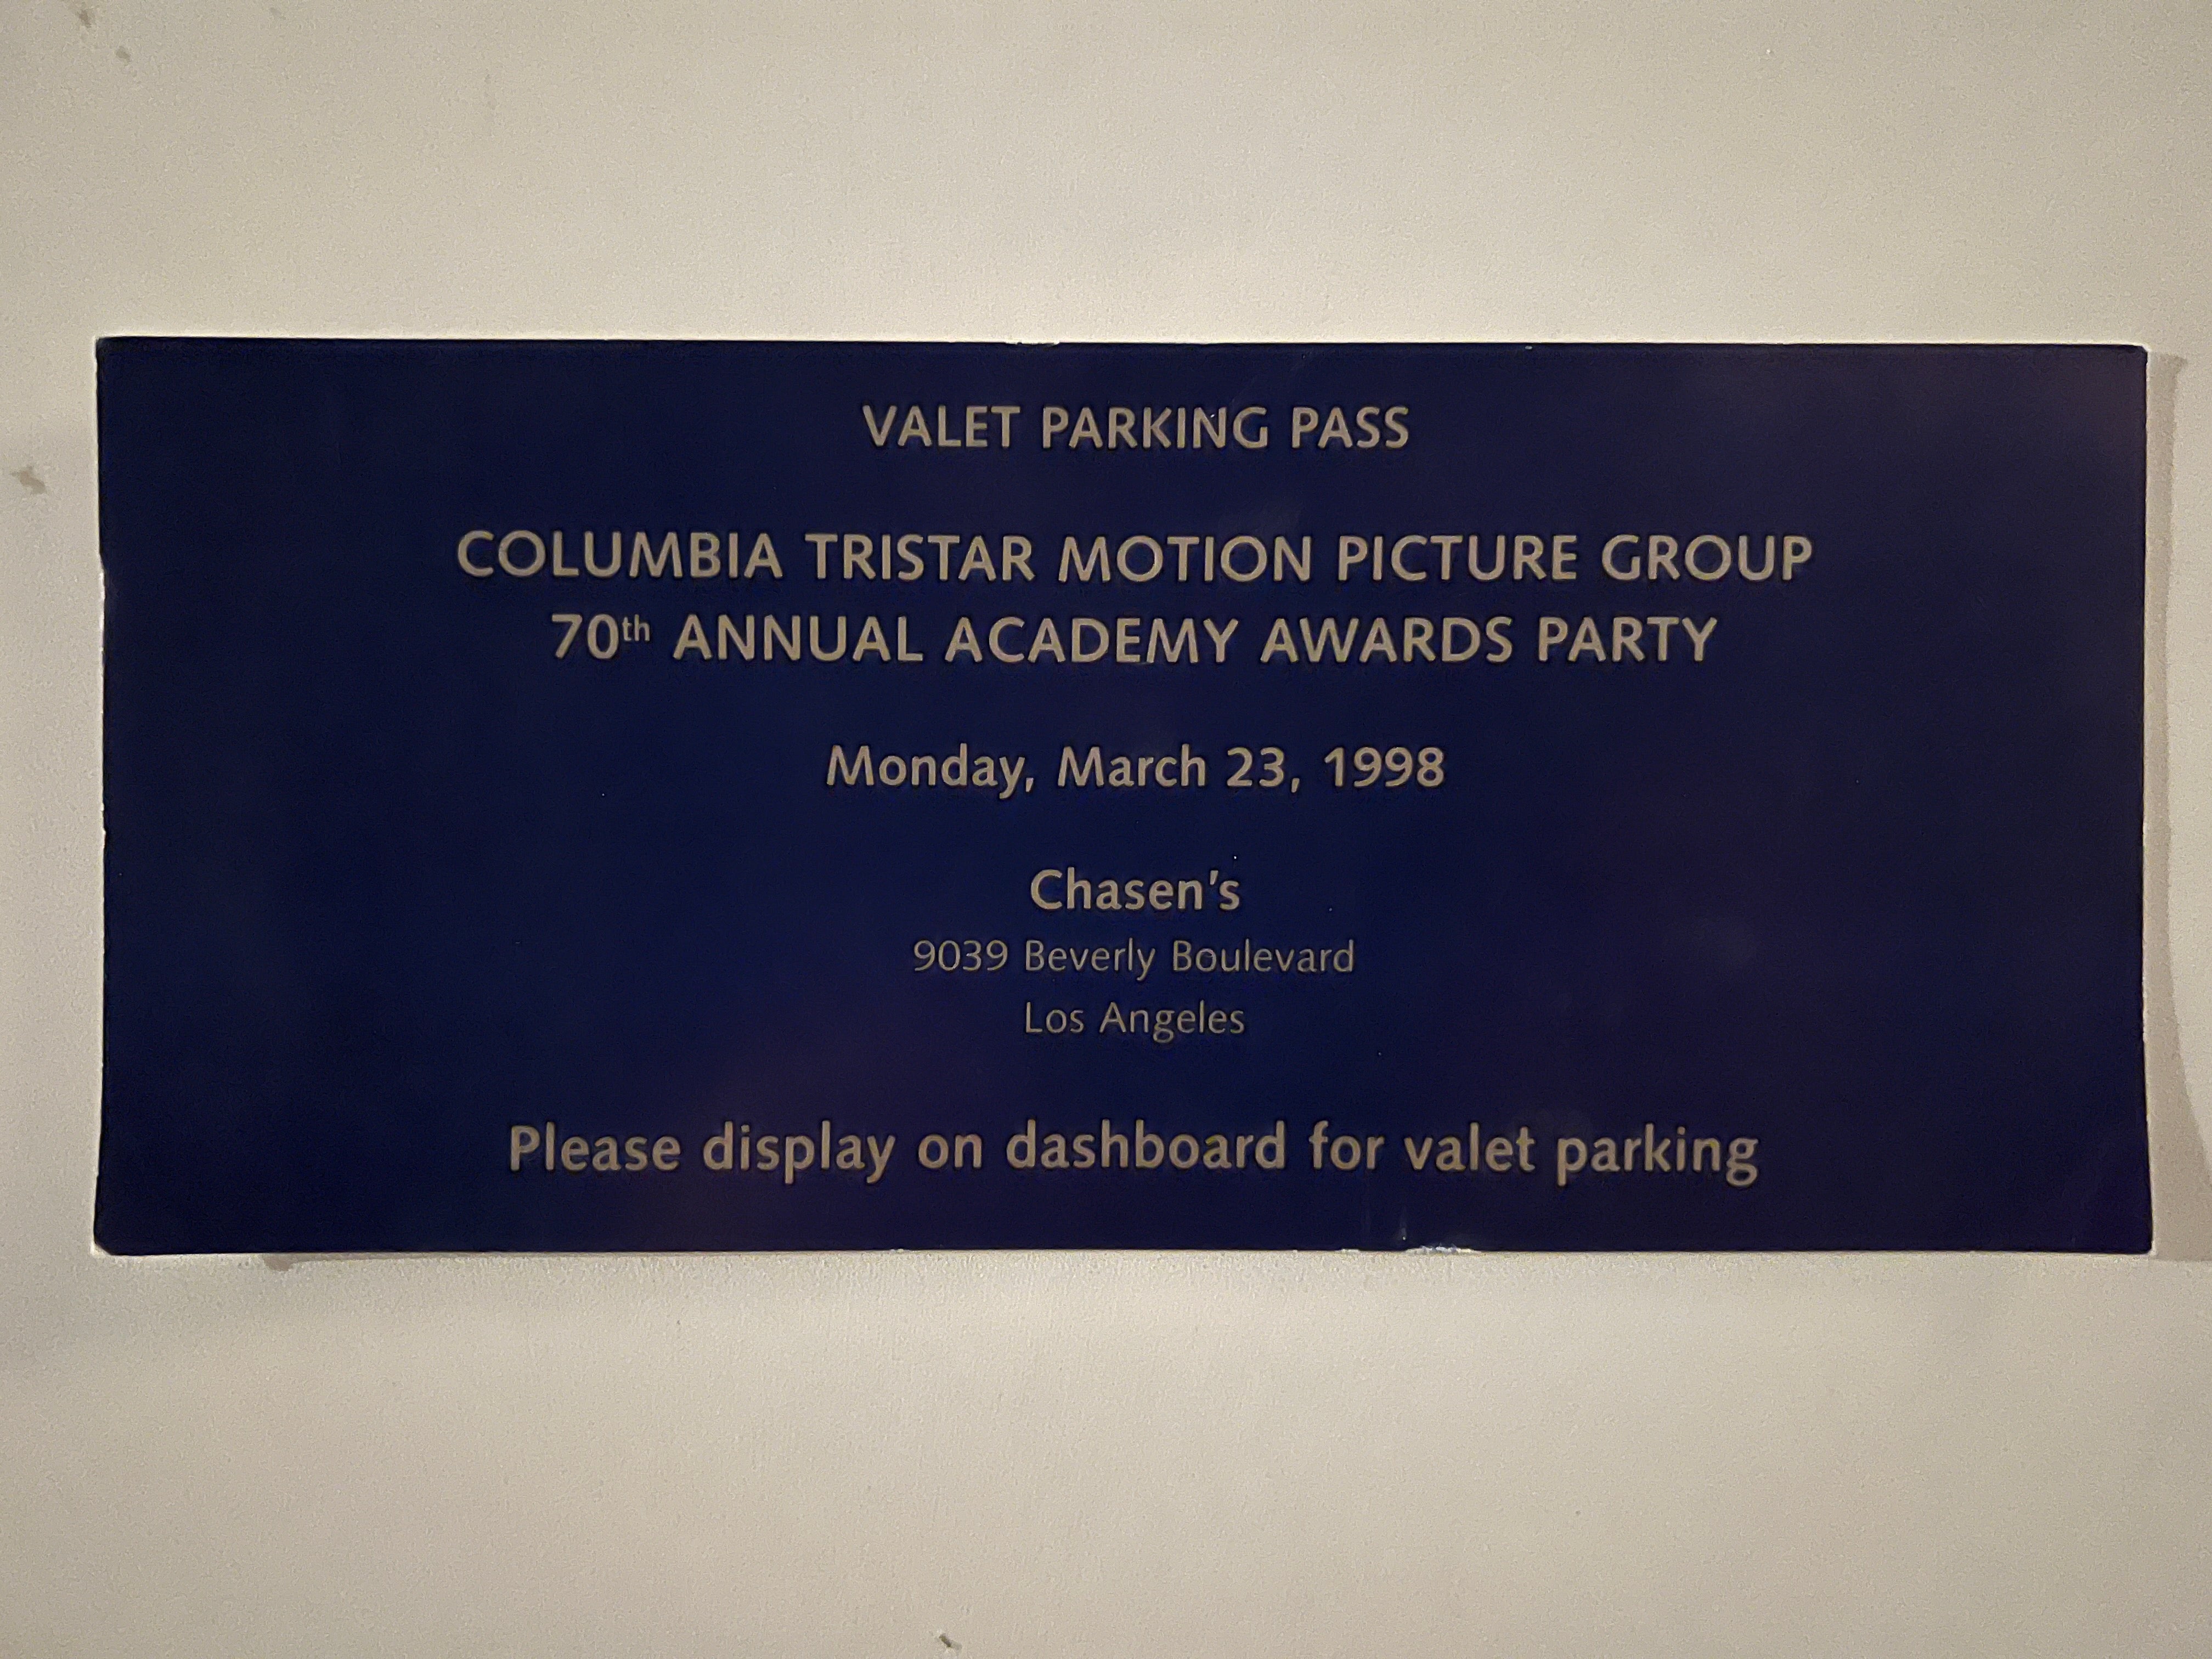 VALET PARKING PASS
COLUMBIA TRISTAR MOTION PICTURE GROUP
70th ANNUAL ACADEMY AWARDS PARTY
Monday, March 23, 1998
Chasen's
9039 Beverly Boulevard
Los Angeles
Please display on dashboard for valet parking